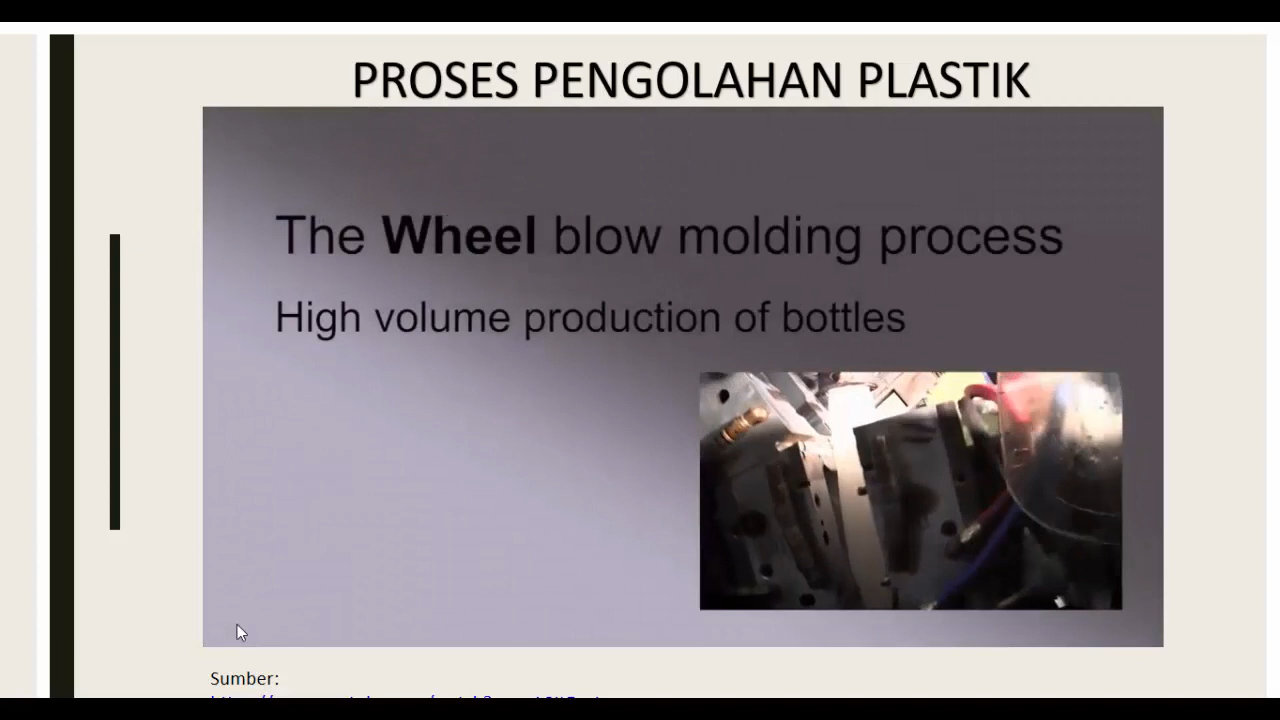 PROSES PENGOLAHAN PLASTIK
The Wheel blow molding process
High volume production of bottles
Sumber: